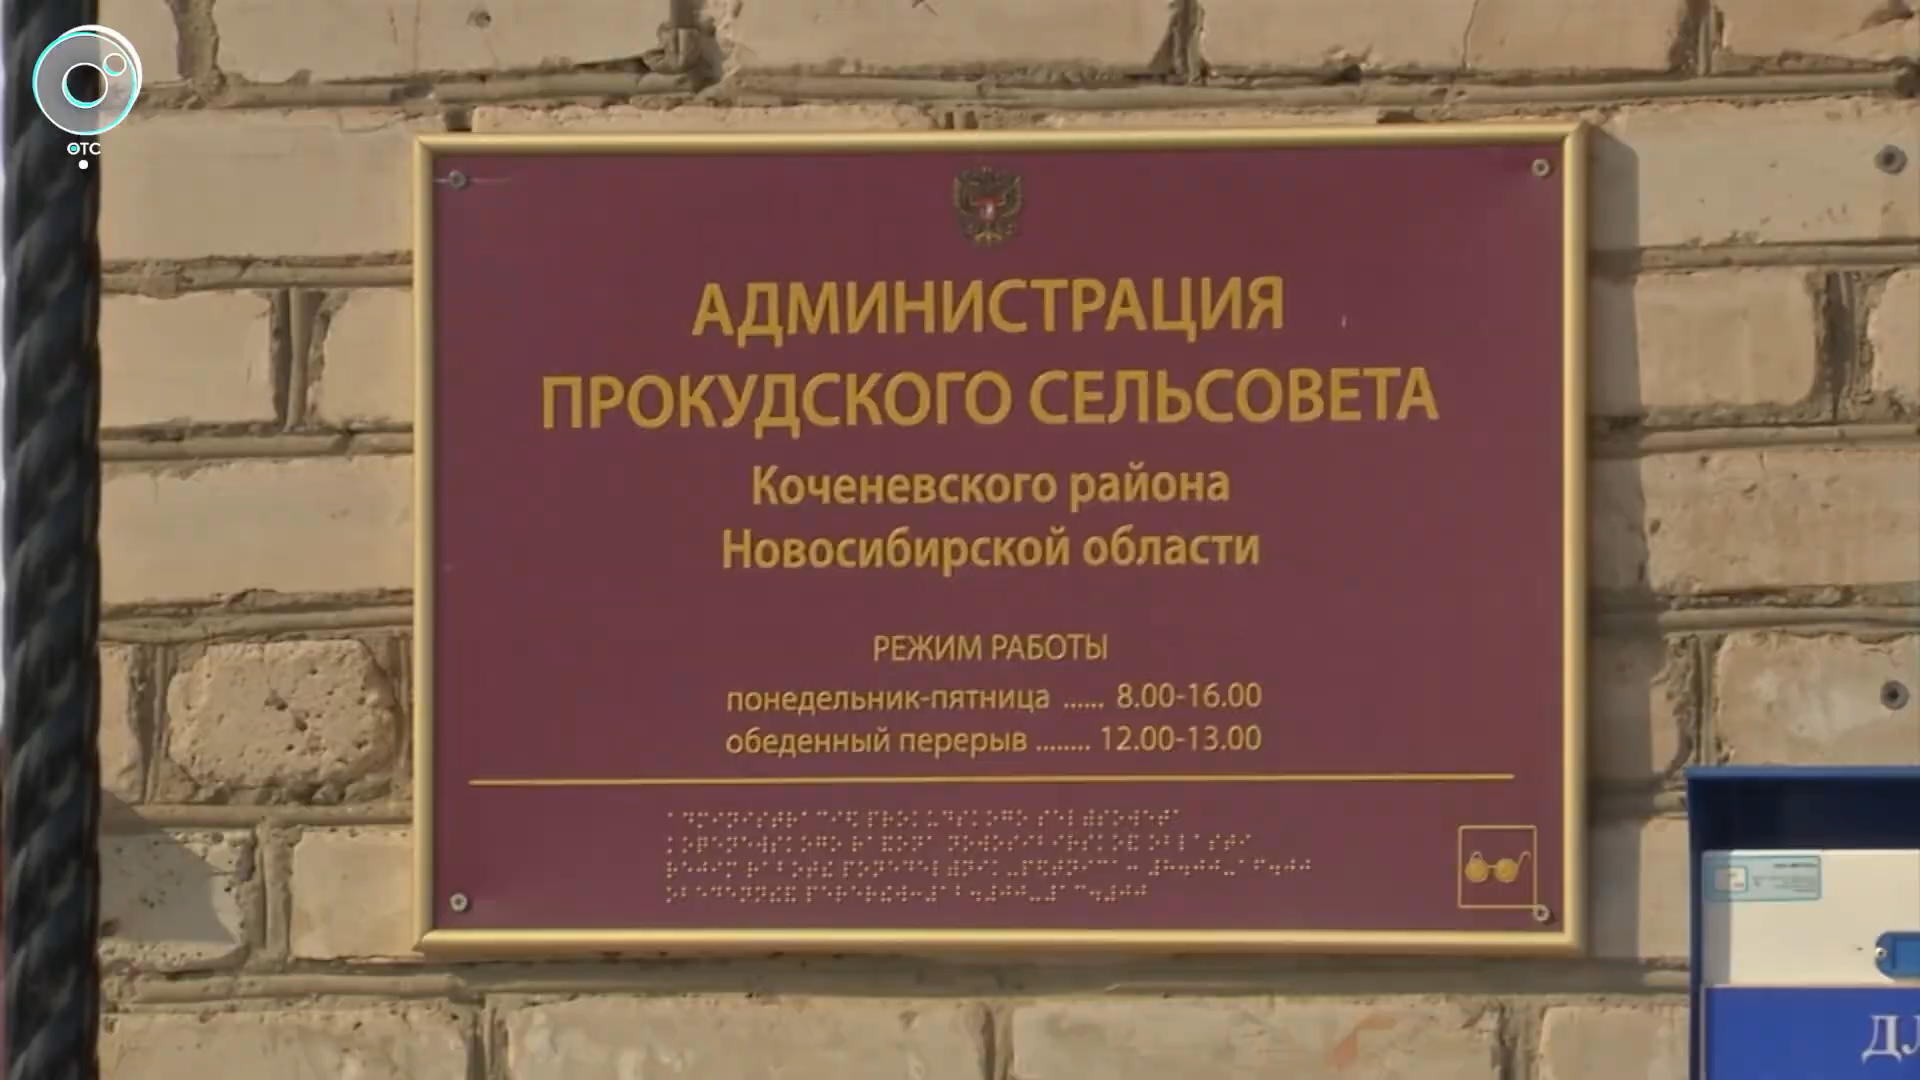 ОТС
АДМИНИСТРАЦИЯ
ПРОКУДСКОГО СЕЛЬСОВЕТА
Коченевского района
Новосибирской области
РЕЖИМ РАБОТЫ
понедельник-пятница ...... 8.00-16.00
обеденный перерыв ........ 12.00-13.00